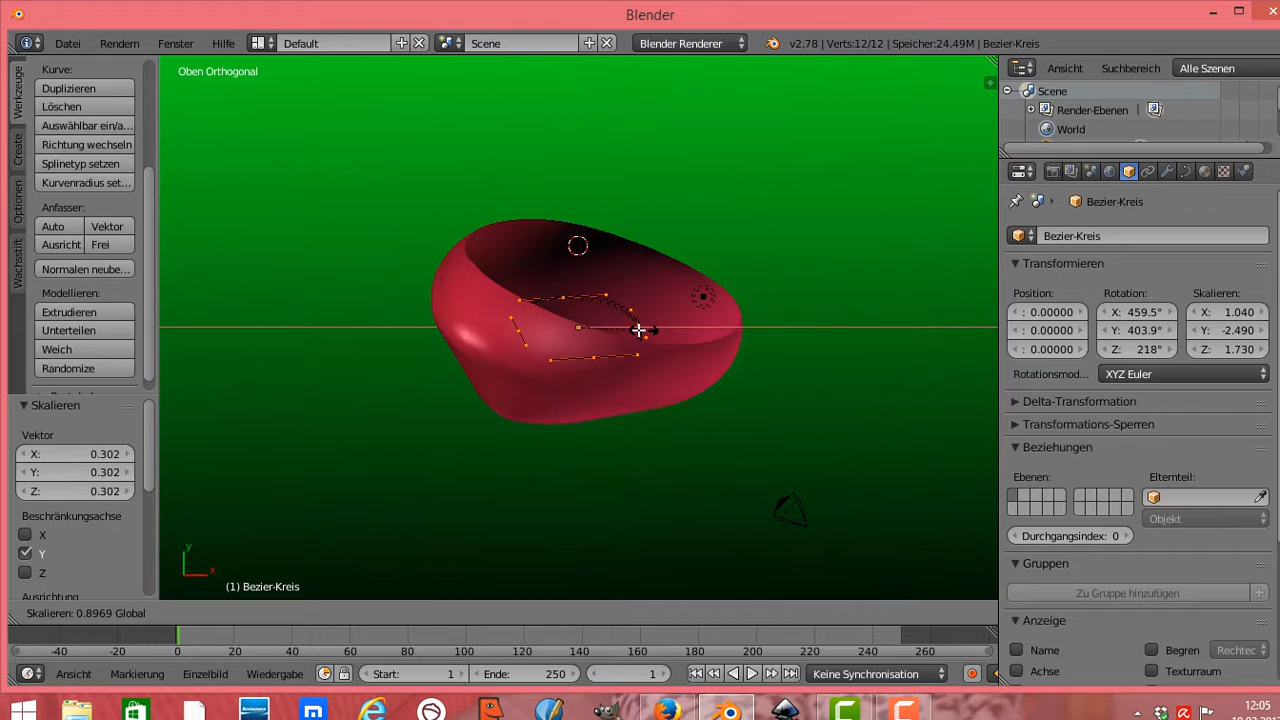 Blender
Datei Rendern Fenster Hilfe Default Scene Blender Renderer v2.78 | Verts:12/12 | Speicher:24.49M | Bezier-Kreis
Werkzeuge
Create
Optionen
Wachsstift
Kurve:
Duplizieren
Löschen
Auswählbar ein/a...
Richtung wechseln
Splinetyp setzen
Kurvenradius set...
Anfasser:
Auto Vektor
Ausricht Frei
Normalen neube...
Modellieren:
Extrudieren
Unterteilen
Weich
Randomize
Skalieren
Vektor
X: 0.302
Y: 0.302
Z: 0.302
Beschränkungsachse
X
Y
Z
Ausrichtung
Oben Orthogonal
y
x
(1) Bezier-Kreis
Skalieren: 0.8969 Global
Ansicht Suchbereich Alle Szenen
Scene
Render-Ebenen |
World
Bezier-Kreis
Bezier-Kreis
Transformieren
Position: Rotation: Skalieren:
: 0.00000 X: 459.5° X: 1.040
: 0.00000 Y: 403.9° Y: -2.490
: 0.00000 Z: 218° Z: 1.730
Rotationsmod... XYZ Euler
Delta-Transformation
Transformations-Sperren
Beziehungen
Ebenen: Elternteil:
Objekt
Durchgangsindex: 0
Gruppen
Zu Gruppe hinzufügen
Anzeige
Name Begren Rechtec
Achse Texturraum
-40 -20 0 20 40 60 80 100 120 140 160 180 200 220 240 260
Ansicht Markierung Einzelbild Wiedergabe Start: 1 Ende: 250 1 Keine Synchronisation
12:05